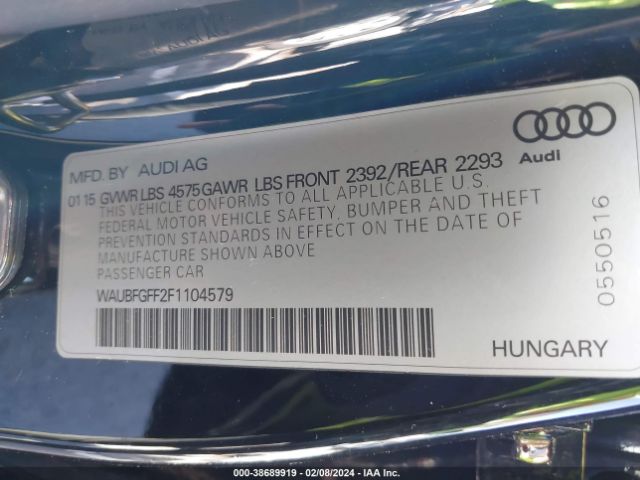 MFD. BY AUDI AG
Audi
01 15 GVWR LBS 4575 GAWR LBS FRONT 2392/REAR 2293
THIS VEHICLE CONFORMS TO ALL APPLICABLE U.S.
FEDERAL MOTOR VEHICLE SAFETY, BUMPER AND THEFT
PREVENTION STANDARDS IN EFFECT ON THE DATE OF
MANUFACTURE SHOWN ABOVE
PASSENGER CAR
WAUBFGFF2F1104579
0550516
HUNGARY
000-38689919 - 02/08/2024 - IAA Inc.